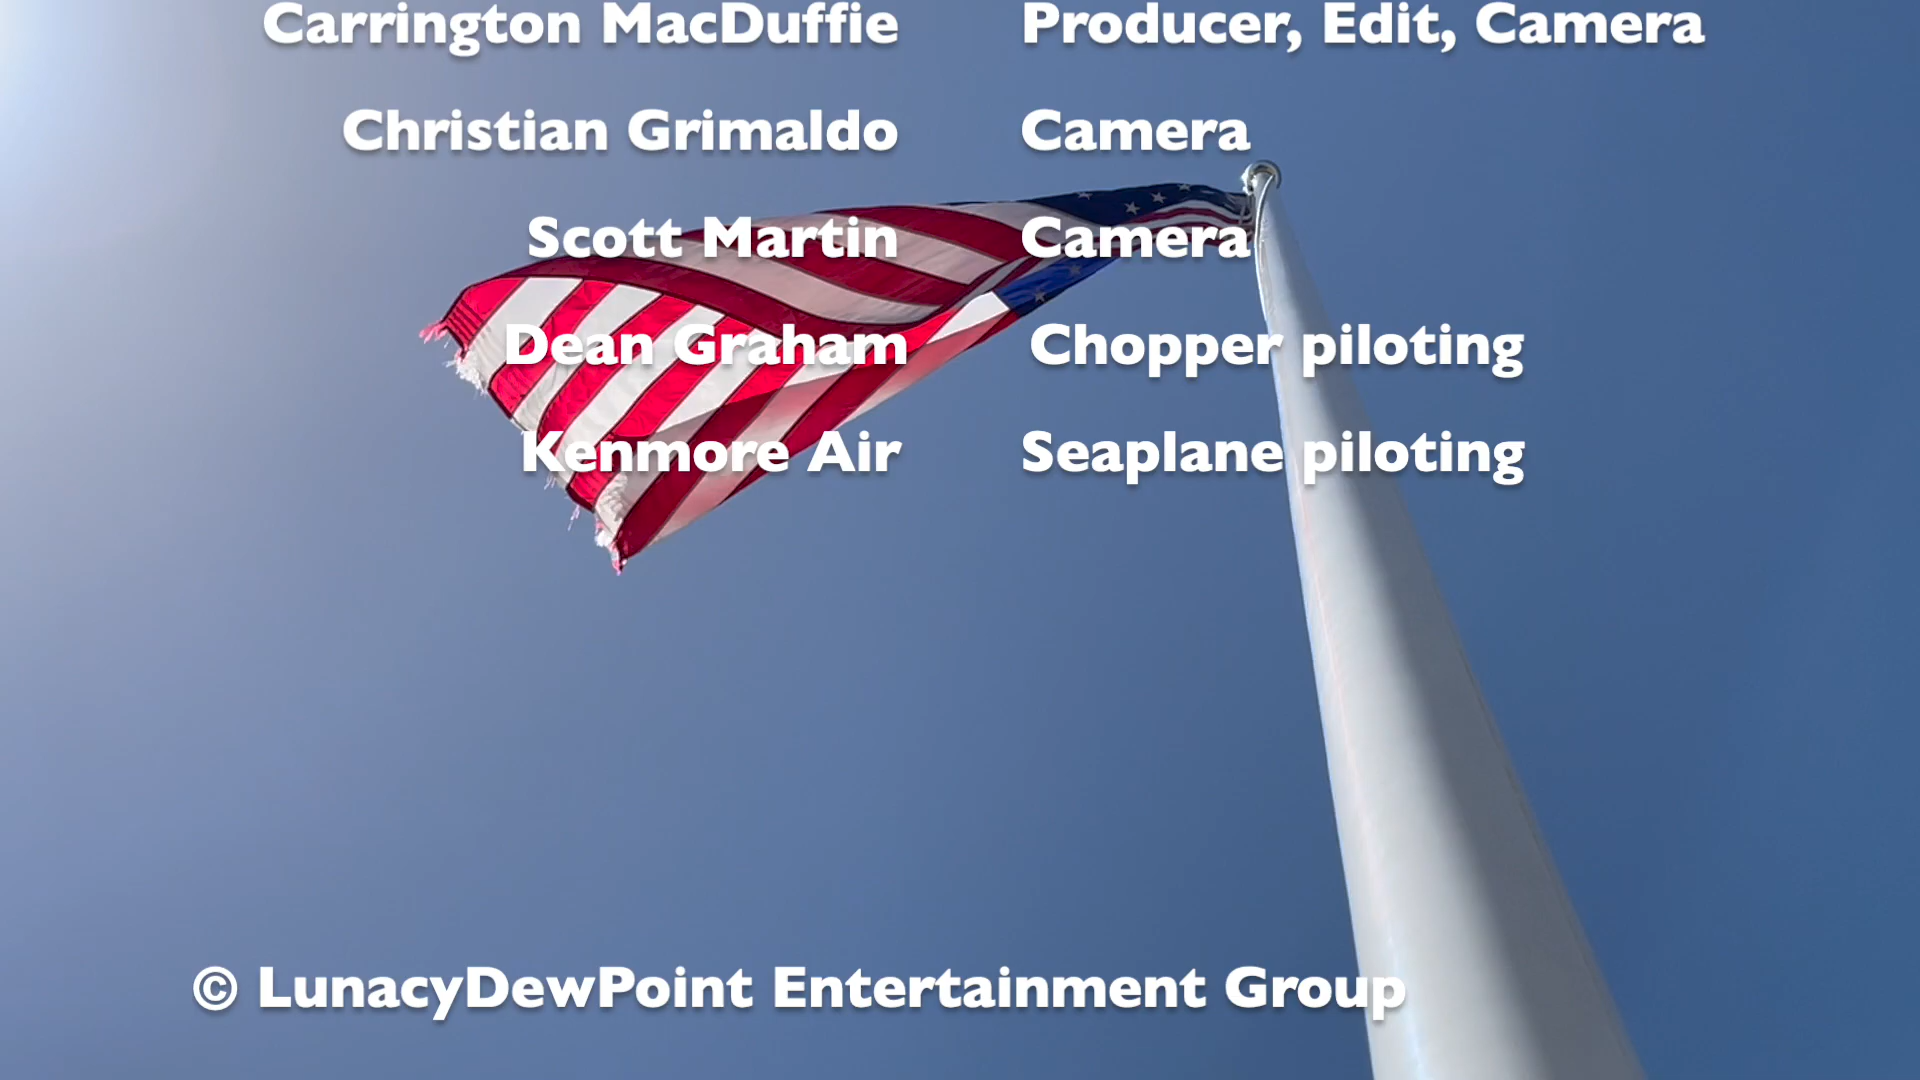 Carrington MacDuffie Producer, Edit, Camera
Christian Grimaldo Camera
Scott Martin Camera
Dean Graham Chopper piloting
Kenmore Air Seaplane piloting
© LunacyDewPoint Entertainment Group